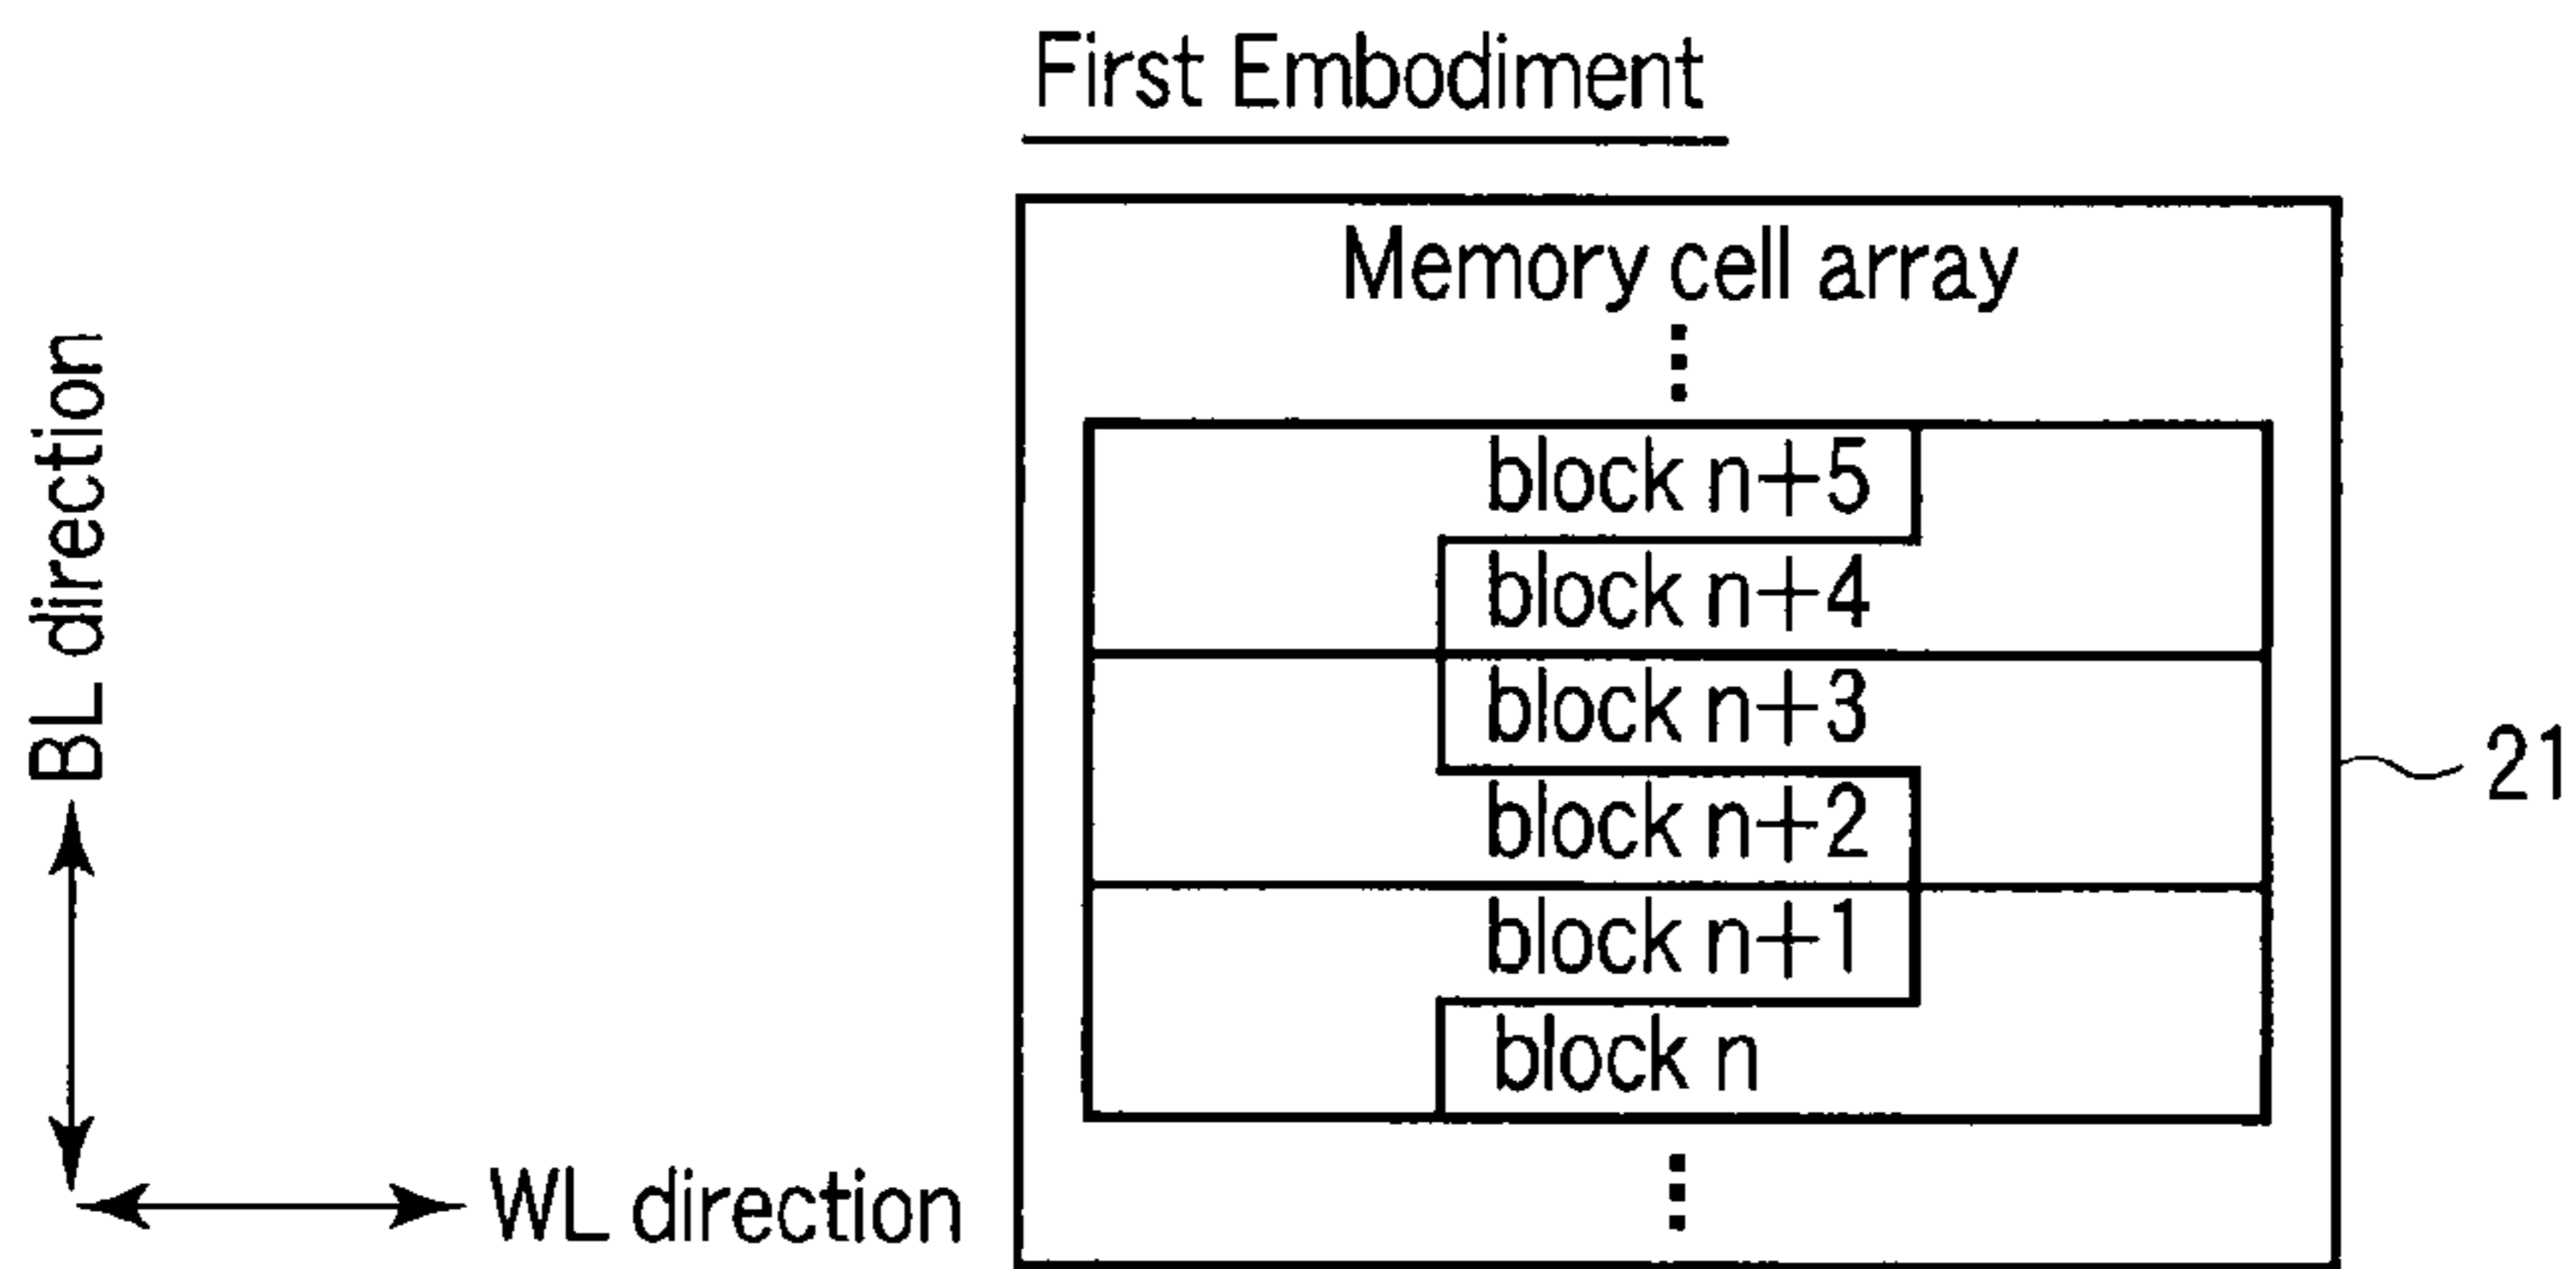 First Embodiment
Memory cell array
block n+5
block n+4
block n+3
block n+2
block n+1
block n
21
BL direction
WL direction